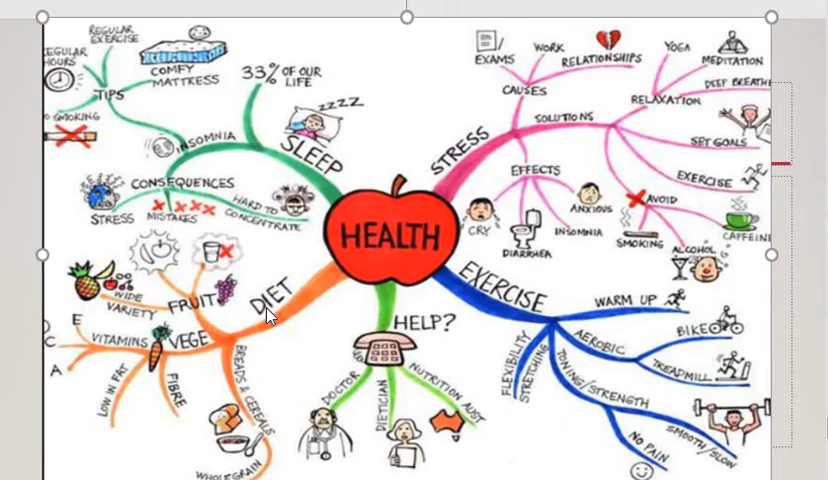 HEALTH
SLEEP
33% OF OUR
LIFE
ZZZZ
INSOMNIA
TIPS
REGULAR
EXERCISE
EGULAR
HOURS
COMFY
MATTRESS
SMOKING
CONSEQUENCES
STRESS
MISTAKES
HARD TO
CONCENTRATE
STRESS
CAUSES
EXAMS
WORK
RELATIONSHIPS
SOLUTIONS
RELAXATION
YOGA
MEDITATION
DEEP BREATH
SET GOALS
EXERCISE
AVOID
SMOKING
ALCOHOL
CAFFEIN
EFFECTS
CRY
DIARRHEA
INSOMNIA
ANXIOUS
DIET
FRUIT
WIDE
VARIETY
VEGE
VITAMINS
E
C
A
LOW IN FAT
FIBRE
BREADS & CEREALS
WHOLEGRAIN
HELP?
DOCTOR
DIETICIAN
NUTRITION AUST
EXERCISE
WARM UP
AEROBIC
BIKE
TREADMILL
FLEXIBILITY
STRETCHING
TONING/STRENGTH
NO PAIN
SMOOTH/SLOW